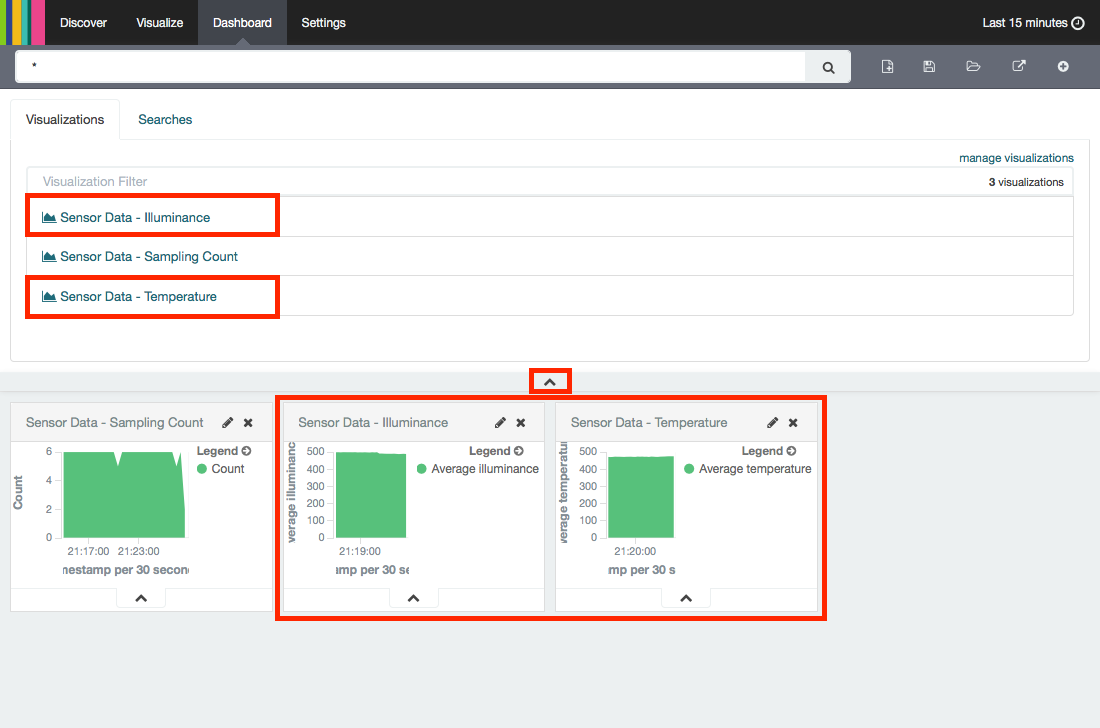 Discover Visualize Dashboard Settings Last 15 minutes
*
Visualizations Searches
manage visualizations
Visualization Filter 3 visualizations
Sensor Data - Illuminance
Sensor Data - Sampling Count
Sensor Data - Temperature
Sensor Data - Sampling Count
Legend
Count
6
4
2
0
Count
21:17:00 21:23:00
nestamp per 30 secon
Sensor Data - Illuminance
Legend
Average illuminance
500
400
300
200
100
0
verage illuminanc
21:19:00
amp per 30 se
Sensor Data - Temperature
Legend
Average temperature
500
400
300
200
100
0
verage temperatur
21:20:00
mp per 30 s